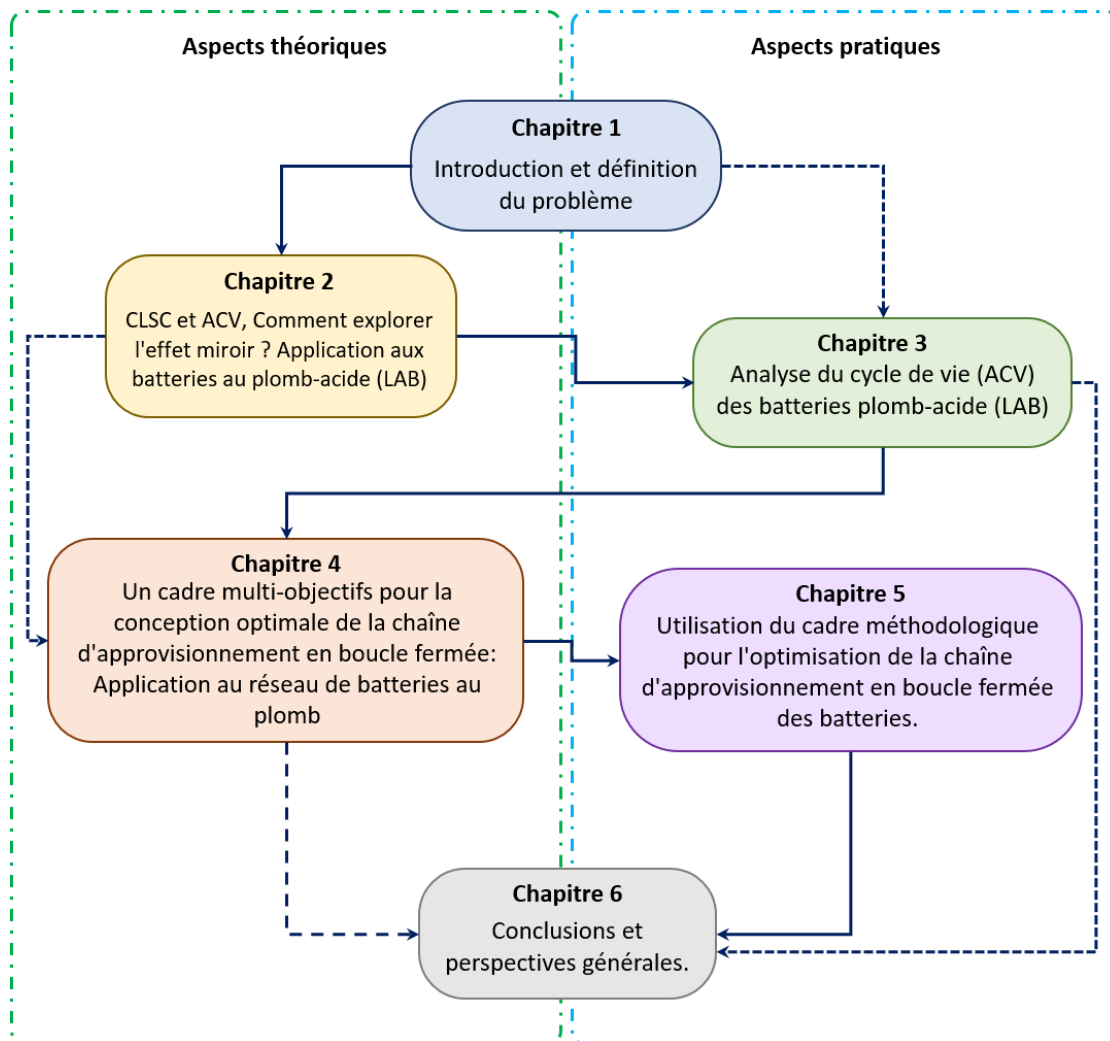 Aspects théoriques
Aspects pratiques
Chapitre 1
Introduction et définition
du problème
Chapitre 2
CLSC et ACV, Comment explorer
l'effet miroir ? Application aux
batteries au plomb-acide (LAB)
Chapitre 3
Analyse du cycle de vie (ACV)
des batteries plomb-acide (LAB)
Chapitre 4
Un cadre multi-objectifs pour la
conception optimale de la chaîne
d'approvisionnement en boucle fermée:
Application au réseau de batteries au
plomb
Chapitre 5
Utilisation du cadre méthodologique
pour l'optimisation de la chaîne
d'approvisionnement en boucle fermée
des batteries.
Chapitre 6
Conclusions et
perspectives générales.